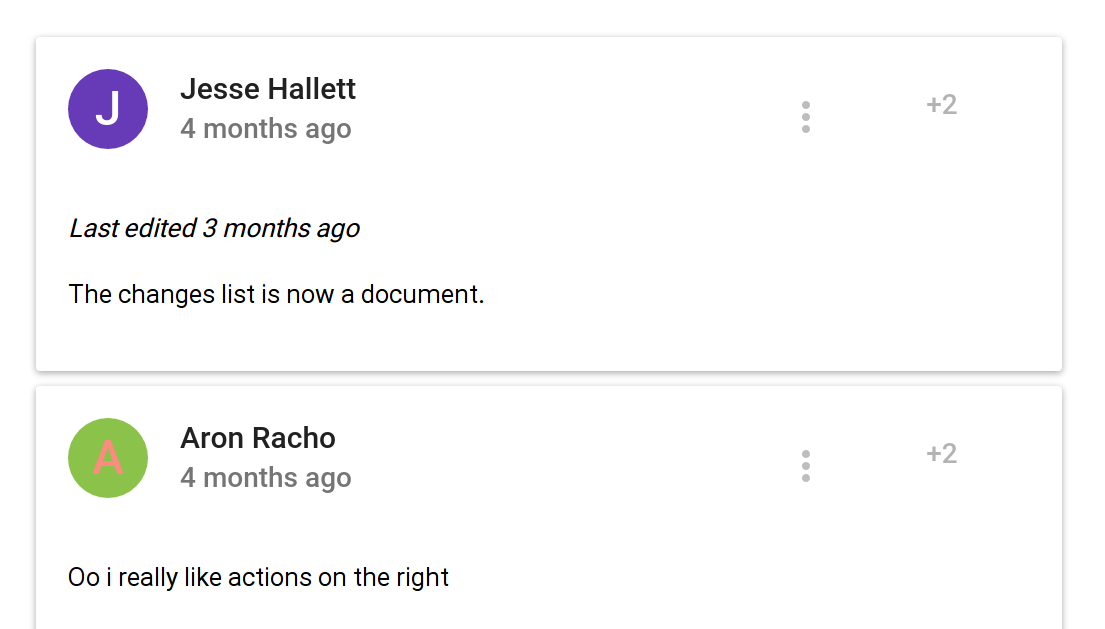 J
Jesse Hallett
4 months ago
+2
Last edited 3 months ago
The changes list is now a document.
A
Aron Racho
4 months ago
+2
Oo i really like actions on the right